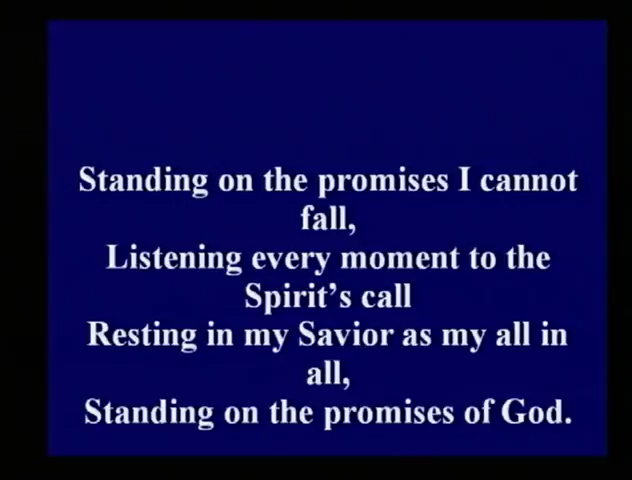 Standing on the promises I cannot
fall,
Listening every moment to the
Spirit’s call
Resting in my Savior as my all in
all,
Standing on the promises of God.